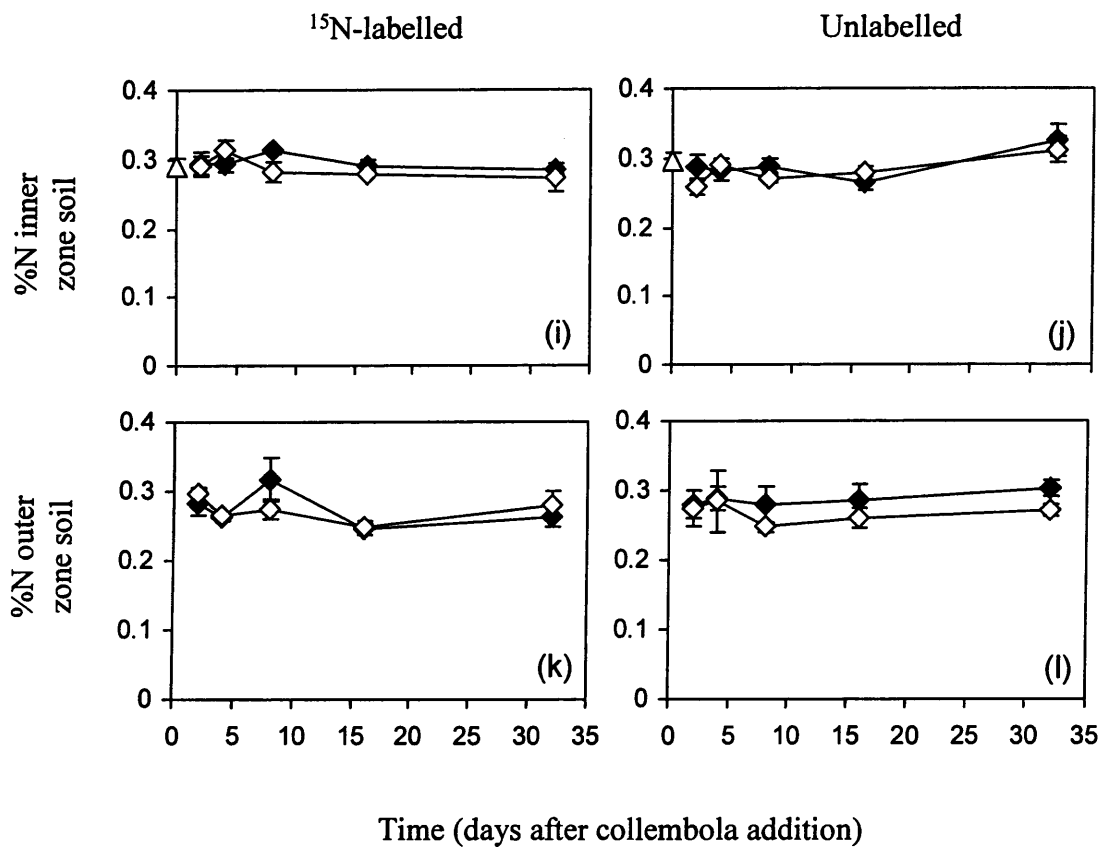 ¹⁵N-labelled
Unlabelled
%N inner
zone soil
0.4
0.3
0.2
0.1
0
(i)
0.4
0.3
0.2
0.1
0
(j)
%N outer
zone soil
0.4
0.3
0.2
0.1
0
(k)
0 5 10 15 20 25 30 35
0.4
0.3
0.2
0.1
0
(l)
0 5 10 15 20 25 30 35
Time (days after collembola addition)